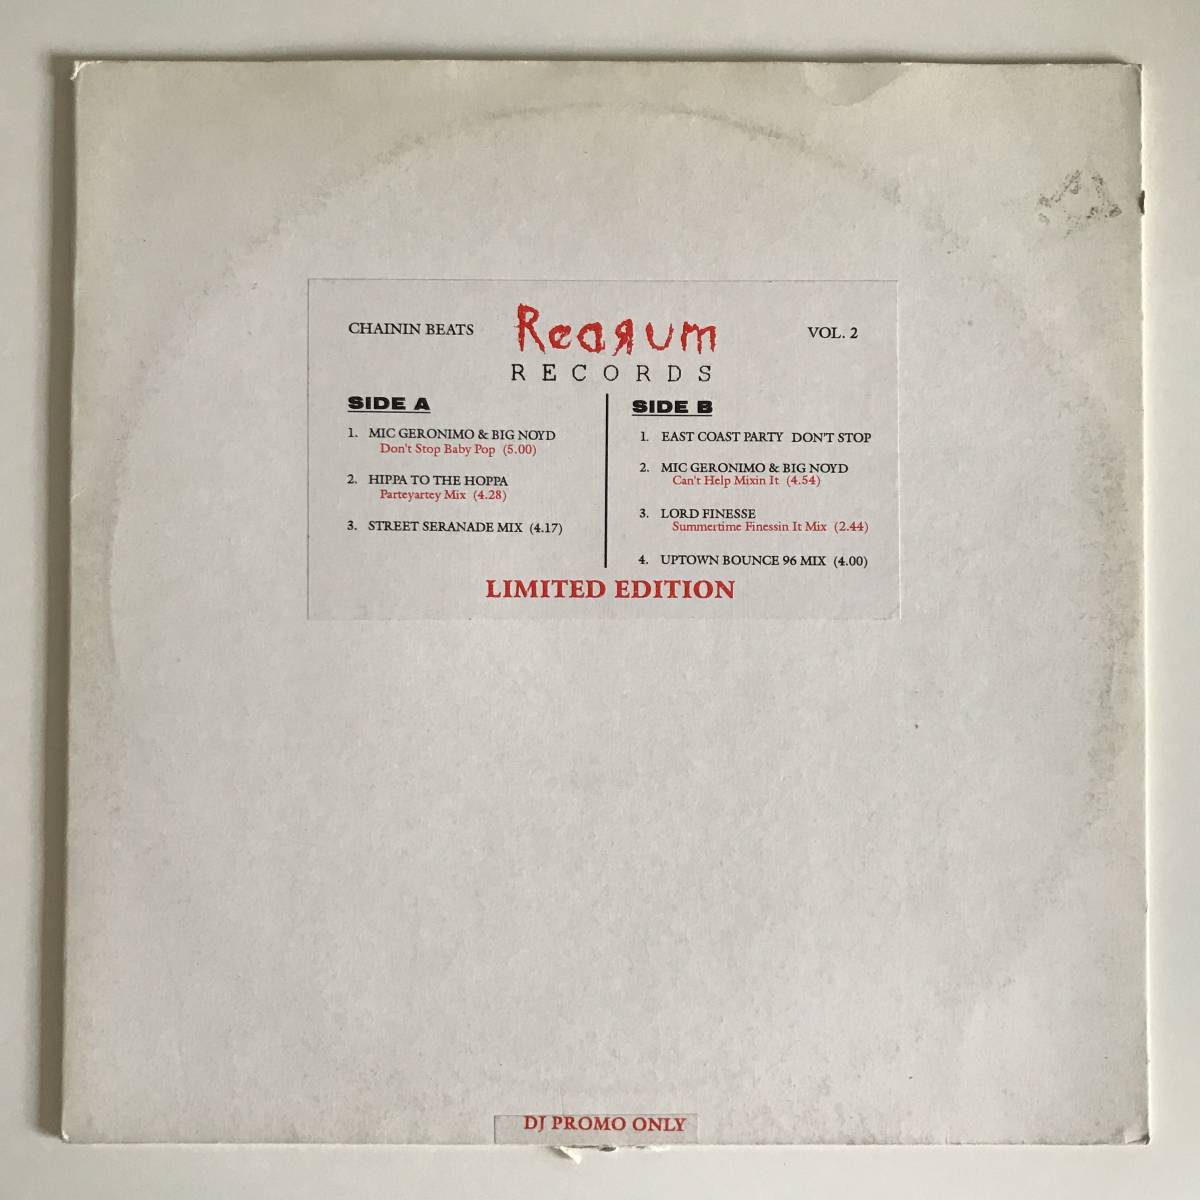 CHAININ BEATS
Redrum
VOL. 2
RECORDS
SIDE A
1. MIC GERONIMO & BIG NOYD
Don't Stop Baby Pop (5.00)
2. HIPPA TO THE HOPPA
Parteyartey Mix (4.28)
3. STREET SERANADE MIX (4.17)
SIDE B
1. EAST COAST PARTY DON'T STOP
2. MIC GERONIMO & BIG NOYD
Can't Help Mixin It (4.54)
3. LORD FINESSE
Summertime Finessin It Mix (2.44)
4. UPTOWN BOUNCE 96 MIX (4.00)
LIMITED EDITION
DJ PROMO ONLY